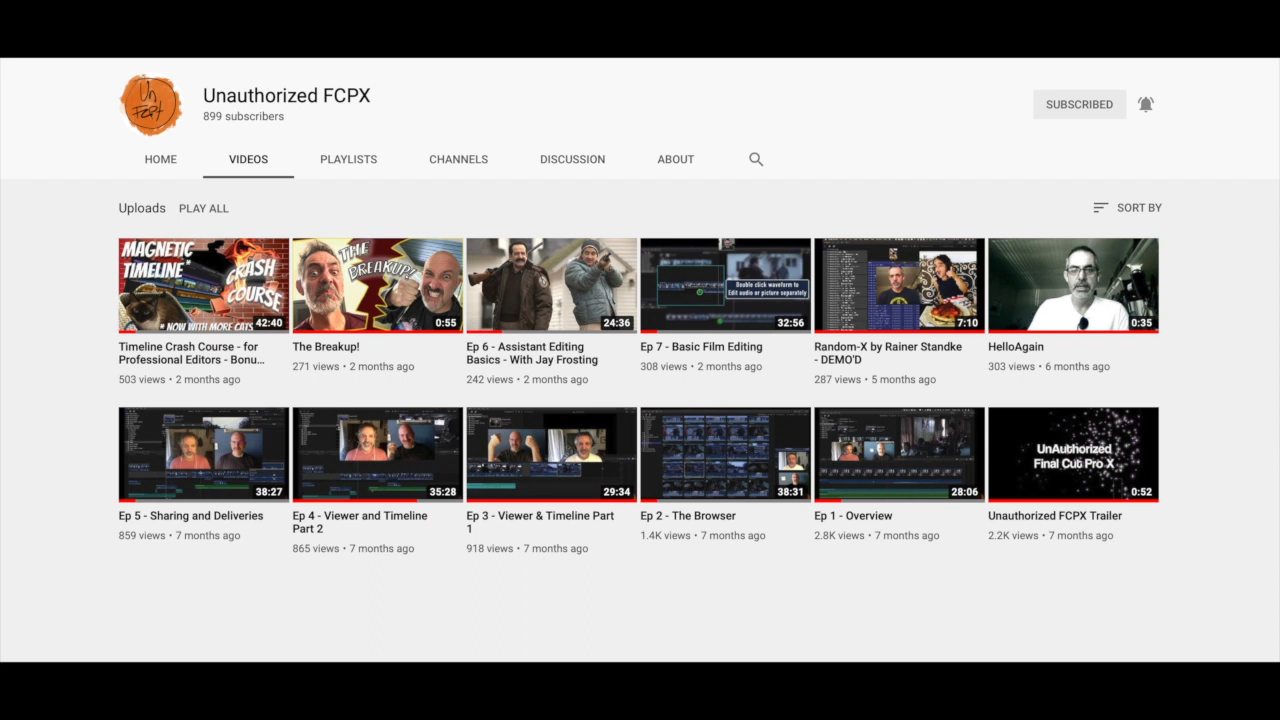 Un
FCPX
Unauthorized FCPX
899 subscribers
SUBSCRIBED
HOME
VIDEOS
PLAYLISTS
CHANNELS
DISCUSSION
ABOUT
Uploads
PLAY ALL
SORT BY
MAGNETIC
TIMELINE"
CRASH
COURSE
* NOW WITH MORE CATS
42:40
THE
BREAKUP!
0:55
24:36
Double click waveform to
Edit audio or picture separately
32:56
7:10
0:35
Timeline Crash Course - for
Professional Editors - Bonu...
503 views • 2 months ago
The Breakup!
271 views • 2 months ago
Ep 6 - Assistant Editing
Basics - With Jay Frosting
242 views • 2 months ago
Ep 7 - Basic Film Editing
308 views • 2 months ago
Random-X by Rainer Standke
- DEMO'D
287 views • 5 months ago
HelloAgain
303 views • 6 months ago
38:27
35:28
29:34
38:31
28:06
UnAuthorized
Final Cut Pro X
0:52
Ep 5 - Sharing and Deliveries
859 views • 7 months ago
Ep 4 - Viewer and Timeline
Part 2
865 views • 7 months ago
Ep 3 - Viewer & Timeline Part
1
918 views • 7 months ago
Ep 2 - The Browser
1.4K views • 7 months ago
Ep 1 - Overview
2.8K views • 7 months ago
Unauthorized FCPX Trailer
2.2K views • 7 months ago